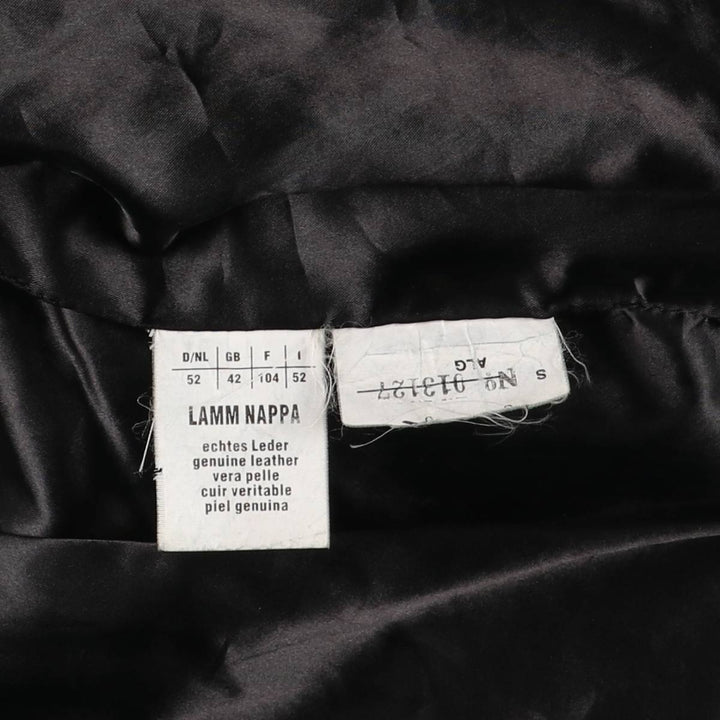 D/NL GB F I
52 42 104 52
LAMM NAPPA
echtes Leder
genuine leather
vera pelle
cuir veritable
piel genuina
S
ALG
Nº 013127